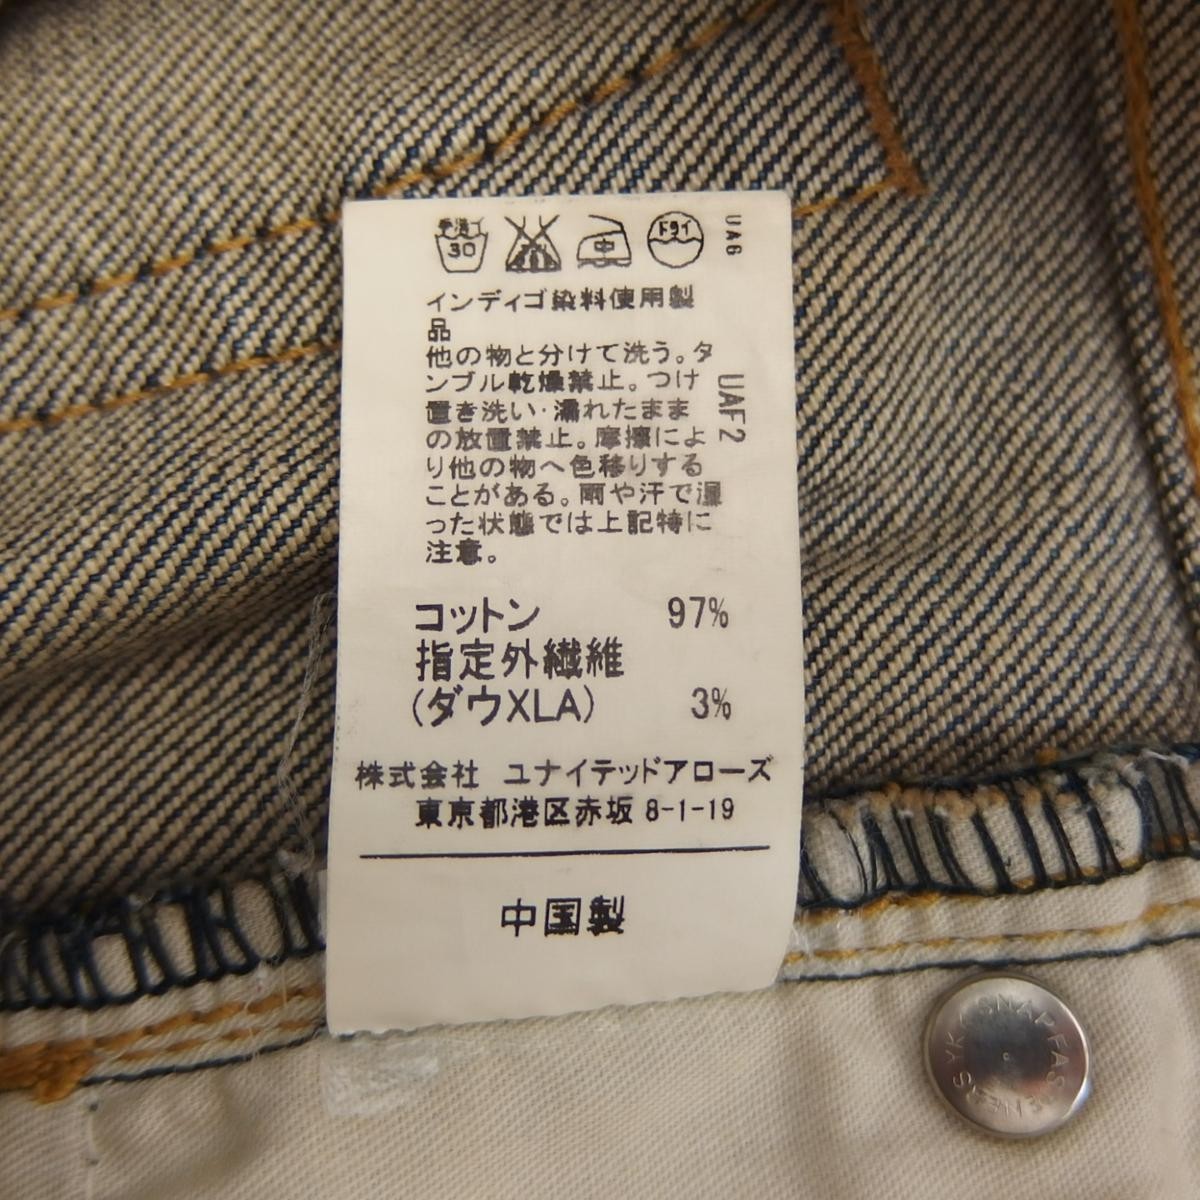 手洗イ
30
中
ドライ
UA6
インディゴ染料使用製
品
他の物と分けて洗う。タ
ンブル乾燥禁止。つけ
置き洗い・濡れたまま
の放置禁止。摩擦によ
り他の物へ色移りする
ことがある。雨や汗で湿
った状態では上記特に
注意。
UAF2
コットン 97%
指定外繊維
(ダウXLA) 3%
株式会社 ユナイテッドアローズ
東京都港区赤坂 8-1-19
中国製
SNAP FAS